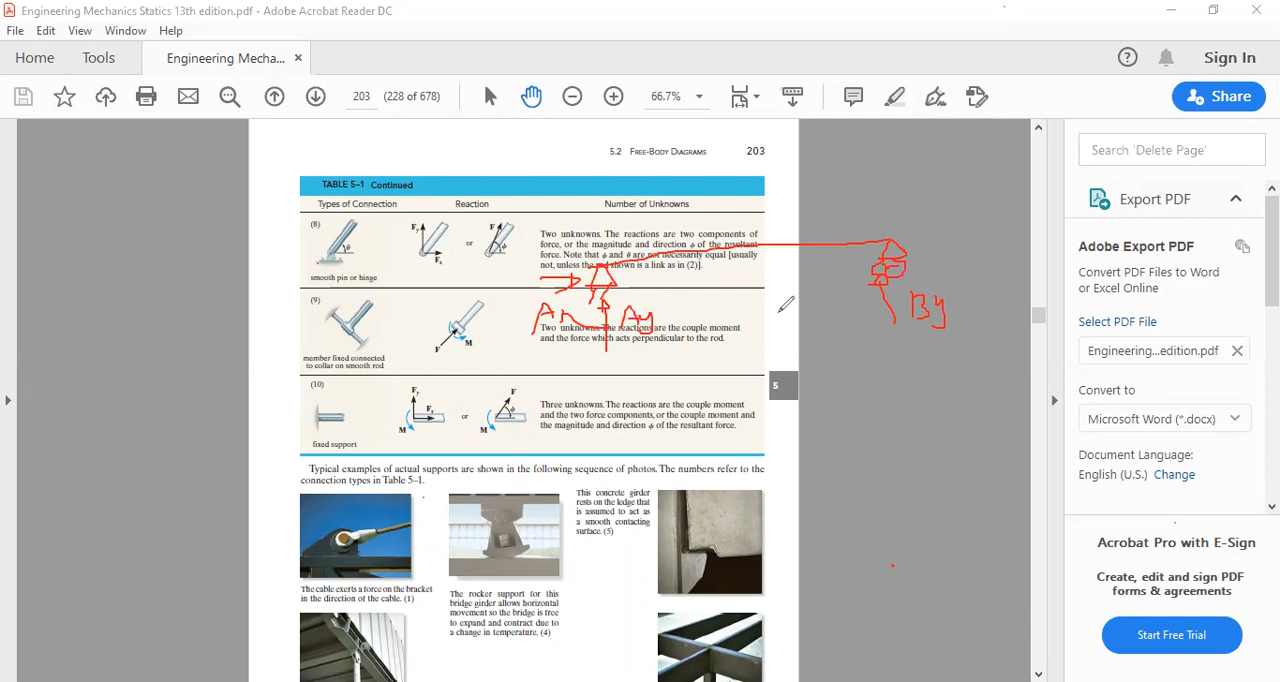 Engineering Mechanics Statics 13th edition.pdf - Adobe Acrobat Reader DC
File Edit View Window Help
Home Tools Engineering Mecha... × Sign In
203 (228 of 678) 66.7% Share
5.2 FREE-BODY DIAGRAMS 203
TABLE 5–1 Continued
Types of Connection Reaction Number of Unknowns
(8)
θ
Fy
Fx
or
F
ϕ
smooth pin or hinge
Two unknowns. The reactions are two components of
force, or the magnitude and direction ϕ of the resultant
force. Note that ϕ and θ are not necessarily equal [usually
not, unless the rod shown is a link as in (2)].
(9)
F
M
member fixed connected
to collar on smooth rod
Two unknowns. The reactions are the couple moment
and the force which acts perpendicular to the rod.
Ay
By
(10)
Fy
Fx
M
or
F
ϕ
M
fixed support
Three unknowns. The reactions are the couple moment
and the two force components, or the couple moment and
the magnitude and direction ϕ of the resultant force.
5
Typical examples of actual supports are shown in the following sequence of photos. The numbers refer to the
connection types in Table 5–1.
The cable exerts a force on the bracket
in the direction of the cable. (1)
The rocker support for this
bridge girder allows horizontal
movement so the bridge is free
to expand and contract due to
a change in temperature. (4)
This concrete girder
rests on the ledge that
is assumed to act as
a smooth contacting
surface. (5)
Search 'Delete Page'
Export PDF
Adobe Export PDF
Convert PDF Files to Word
or Excel Online
Select PDF File
Engineering...edition.pdf ×
Convert to
Microsoft Word (*.docx)
Document Language:
English (U.S.) Change
Acrobat Pro with E-Sign
Create, edit and sign PDF
forms & agreements
Start Free Trial